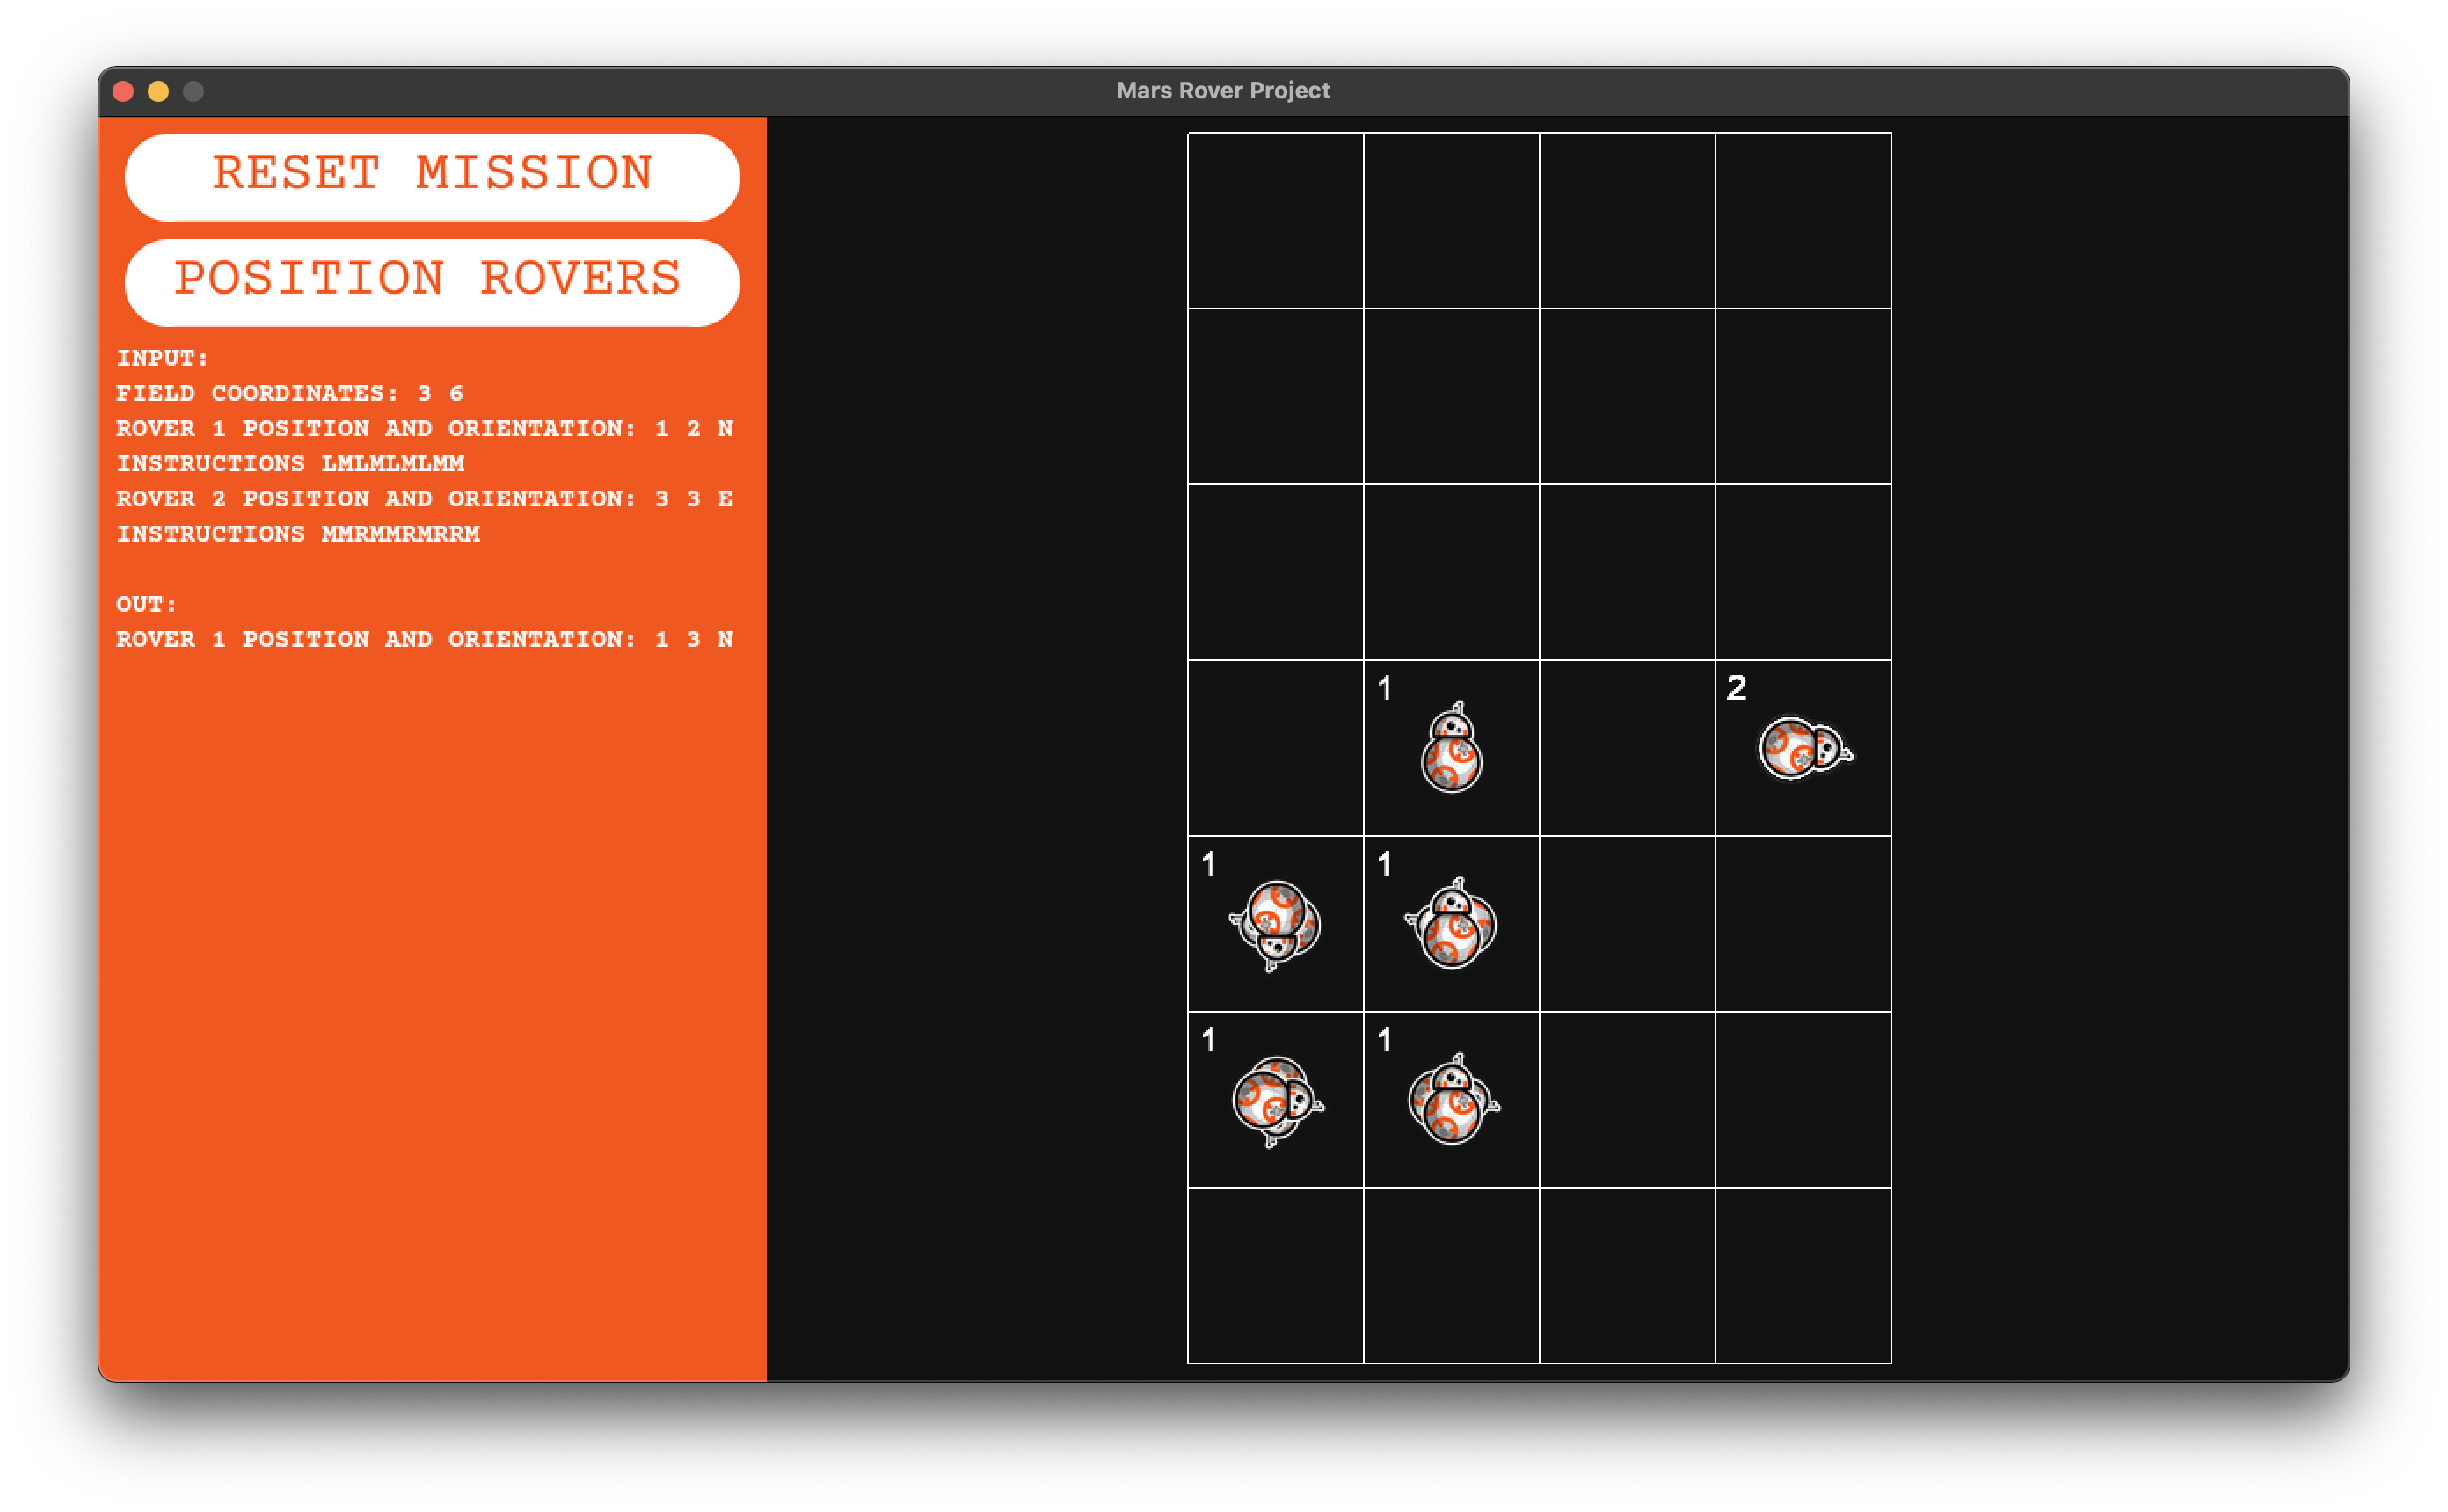 Mars Rover Project
RESET MISSION
POSITION ROVERS
INPUT:
FIELD COORDINATES: 3 6
ROVER 1 POSITION AND ORIENTATION: 1 2 N
INSTRUCTIONS LMLMLMLMM
ROVER 2 POSITION AND ORIENTATION: 3 3 E
INSTRUCTIONS MMRMMRMRRM
OUT:
ROVER 1 POSITION AND ORIENTATION: 1 3 N
1 2
1 1
1 1